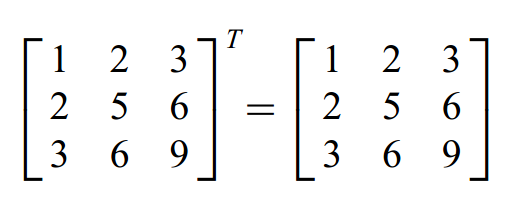 [1 2 3]T = [1 2 3]
[2 5 6] = [2 5 6]
[3 6 9] [3 6 9]